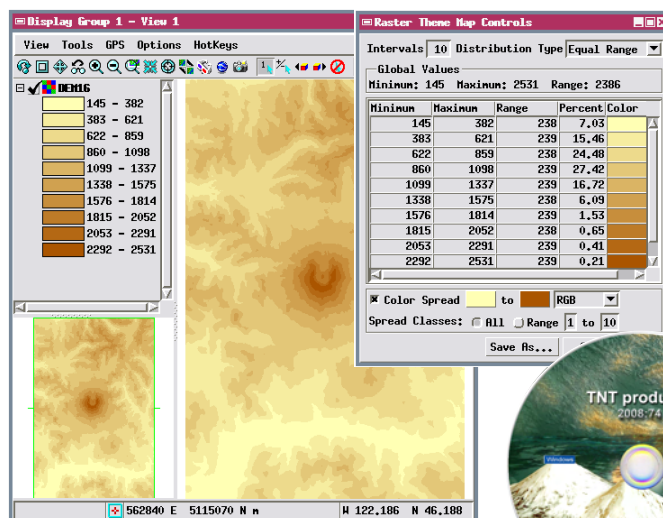 Display Group 1 - View 1
View Tools GPS Options HotKeys
DEM16
145 - 382
383 - 621
622 - 859
860 - 1098
1099 - 1337
1338 - 1575
1576 - 1814
1815 - 2052
2053 - 2291
2292 - 2531
562840 E 5115070 N m
W 122.186 N 46.188
Raster Theme Map Controls
Intervals 10 Distribution Type Equal Range
Global Values
Minimum: 145 Maximum: 2531 Range: 2386
Minimum Maximum Range Percent Color
145 382 238 7.03
383 621 239 15.46
622 859 238 24.48
860 1098 239 27.42
1099 1337 239 16.72
1338 1575 238 6.09
1576 1814 239 1.53
1815 2052 238 0.65
2053 2291 239 0.41
2292 2531 239 0.21
Color Spread to RGB
Spread Classes: All Range 1 to 10
Save As...
TNT produ
2008:74
Windows